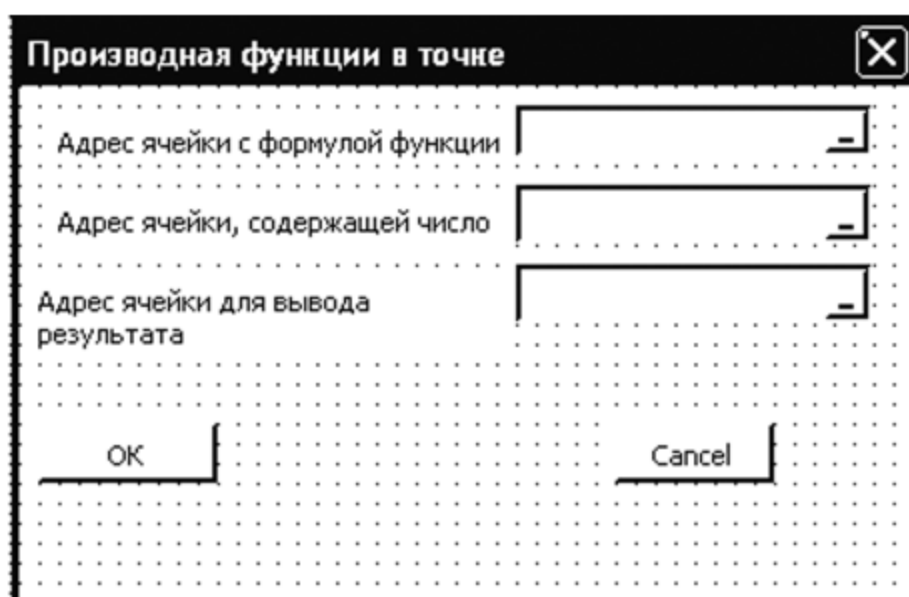 Производная функции в точке
Адрес ячейки с формулой функции
Адрес ячейки, содержащей число
Адрес ячейки для вывода
результата
OK
Cancel